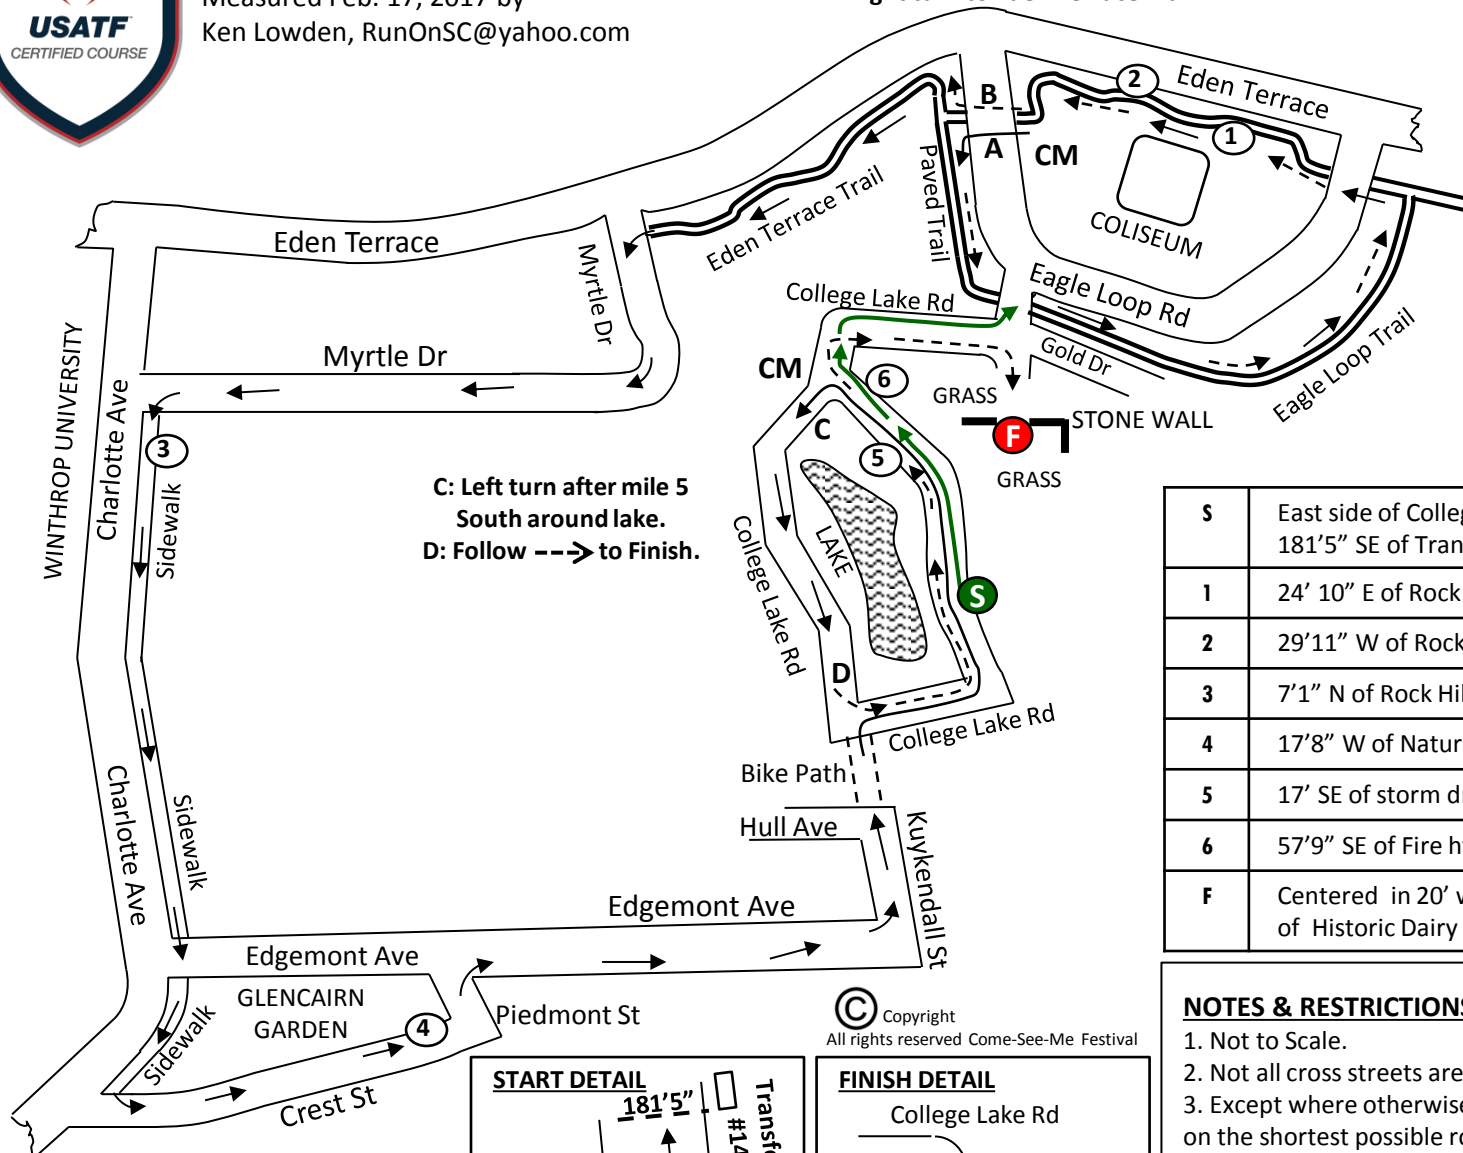 Measured Feb. 17, 2017 by
Ken Lowden, RunOnSC@yahoo.com
USATF
CERTIFIED COURSE
Eden Terrace
2
B
1
A
CM
Paved Trail
COLISEUM
Eden Terrace Trail
Eden Terrace
Myrtle Dr
Eagle Loop Rd
College Lake Rd
Gold Dr
Eagle Loop Trail
Myrtle Dr
CM
6
GRASS
STONE WALL
F
GRASS
WINTHROP UNIVERSITY
Charlotte Ave
3
Sidewalk
C
5
C: Left turn after mile 5
South around lake.
D: Follow to Finish.
LAKE
College Lake Rd
S
D
College Lake Rd
Bike Path
Hull Ave
Kuykendall St
Charlotte Ave
Sidewalk
Edgemont Ave
Edgemont Ave
GLENCAIRN
GARDEN
Sidewalk
4
Piedmont St
Crest St
© Copyright
All rights reserved Come-See-Me Festival
S East side of Colleg
181'5” SE of Tran
1 24’ 10” E of Rock
2 29’11” W of Rock
3 7’1” N of Rock Hil
4 17’8” W of Natur
5 17’ SE of storm d
6 57’9” SE of Fire h
F Centered in 20’ w
of Historic Dairy
NOTES & RESTRICTIONS
1. Not to Scale.
2. Not all cross streets are
3. Except where otherwise
on the shortest possible ro
START DETAIL
181’5”
Transfo
#14
FINISH DETAIL
College Lake Rd